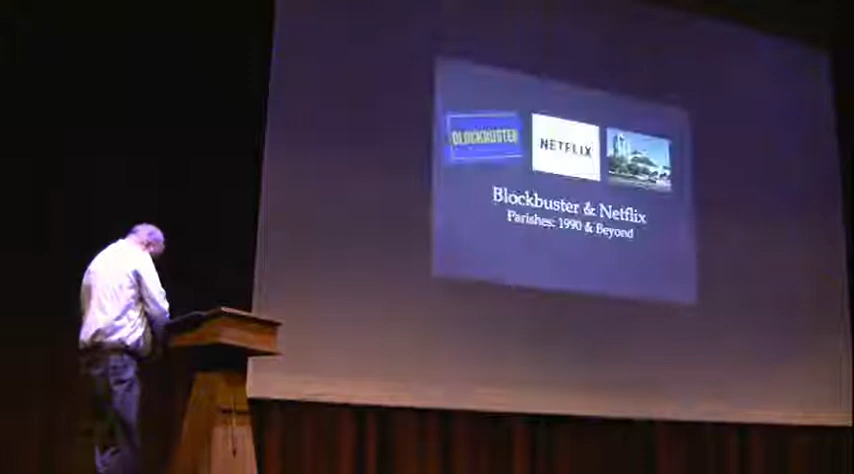 BLOCKBUSTER
NETFLIX
Blockbuster & Netflix
Parishes: 1990 & Beyond